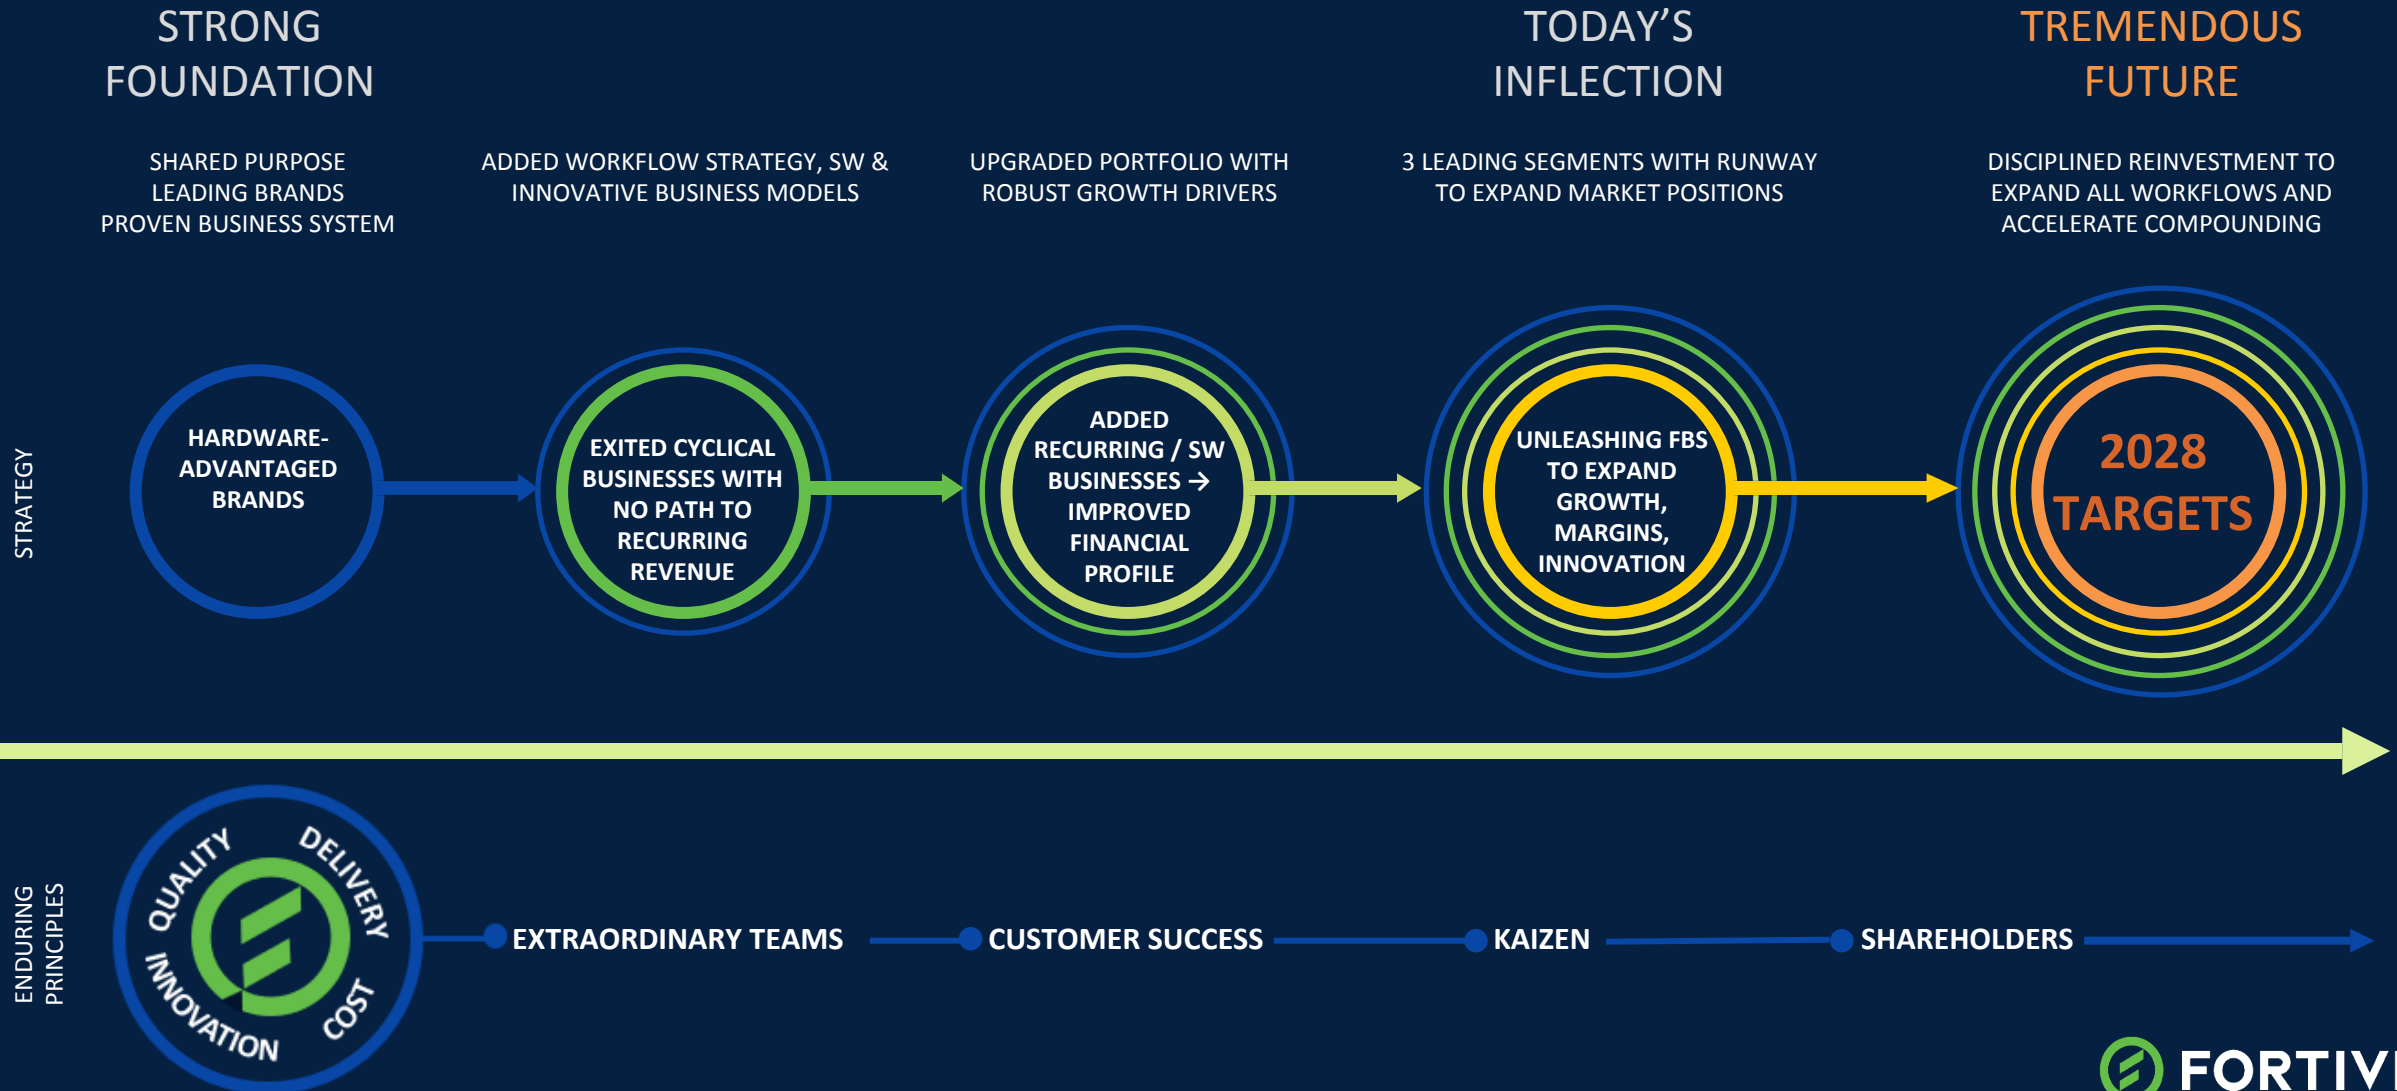 STRONG
FOUNDATION
TODAY’S
INFLECTION
TREMENDOUS
FUTURE
SHARED PURPOSE
LEADING BRANDS
PROVEN BUSINESS SYSTEM
ADDED WORKFLOW STRATEGY, SW &
INNOVATIVE BUSINESS MODELS
UPGRADED PORTFOLIO WITH
ROBUST GROWTH DRIVERS
3 LEADING SEGMENTS WITH RUNWAY
TO EXPAND MARKET POSITIONS
DISCIPLINED REINVESTMENT TO
EXPAND ALL WORKFLOWS AND
ACCELERATE COMPOUNDING
STRATEGY
HARDWARE-
ADVANTAGED
BRANDS
EXITED CYCLICAL
BUSINESSES WITH
NO PATH TO
RECURRING
REVENUE
ADDED
RECURRING / SW
BUSINESSES →
IMPROVED
FINANCIAL
PROFILE
UNLEASHING FBS
TO EXPAND
GROWTH,
MARGINS,
INNOVATION
2028
TARGETS
ENDURING
PRINCIPLES
QUALITY
DELIVERY
INNOVATION
COST
EXTRAORDINARY TEAMS
CUSTOMER SUCCESS
KAIZEN
SHAREHOLDERS
FORTIV